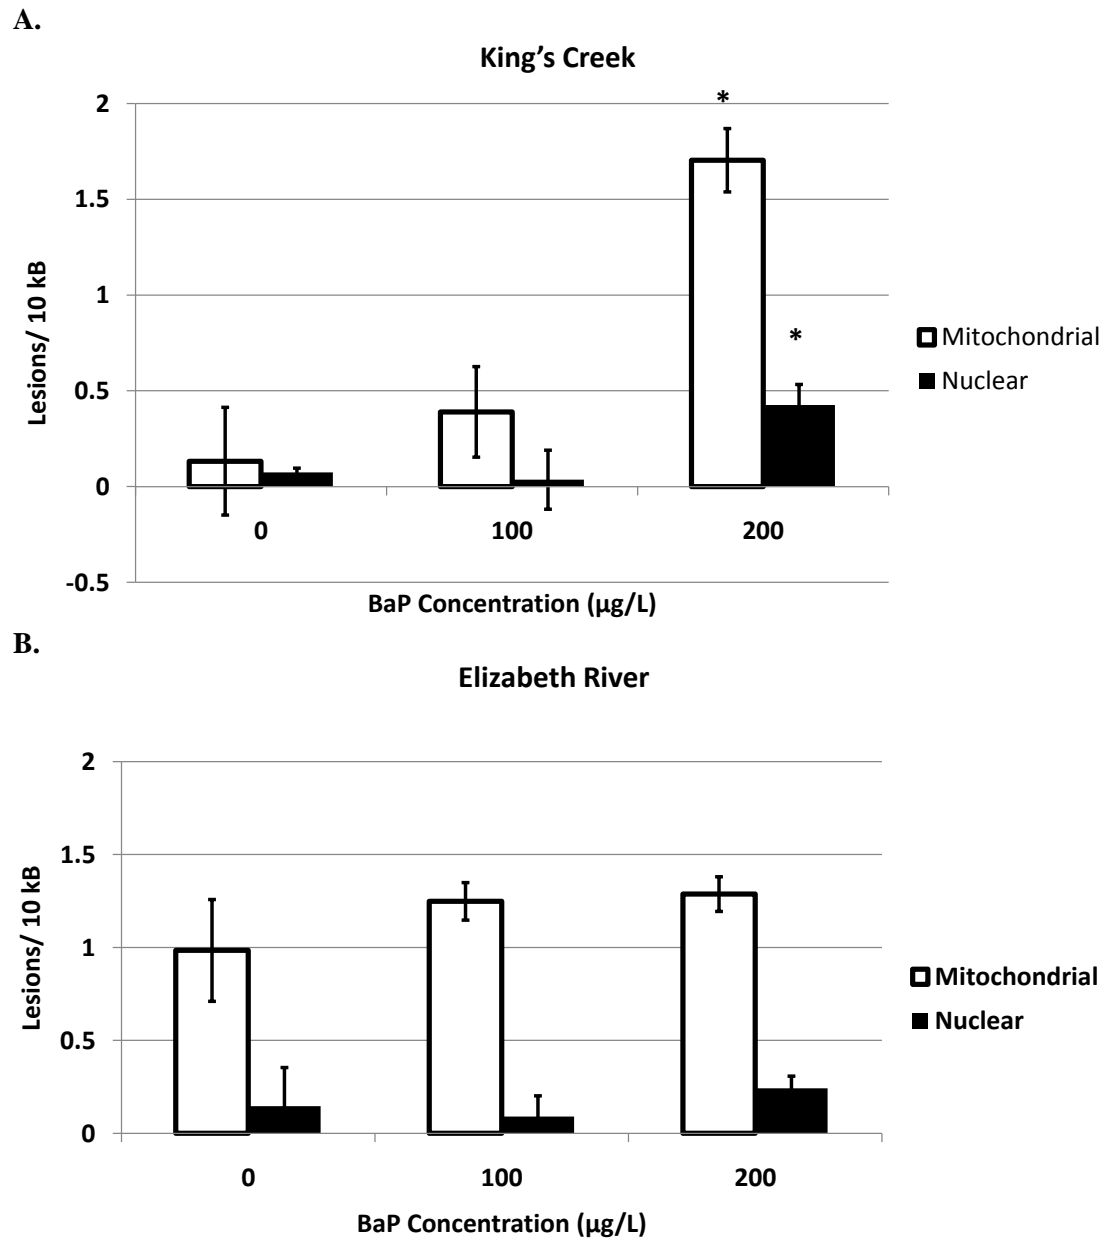 A.
King’s Creek
*
2
1.5
1
0.5
0
-0.5
Lesions/ 10 kB
*
Mitochondrial
Nuclear
0 100 200
BaP Concentration (µg/L)
B.
Elizabeth River
2
1.5
1
0.5
0
Lesions/ 10 kB
Mitochondrial
Nuclear
0 100 200
BaP Concentration (µg/L)